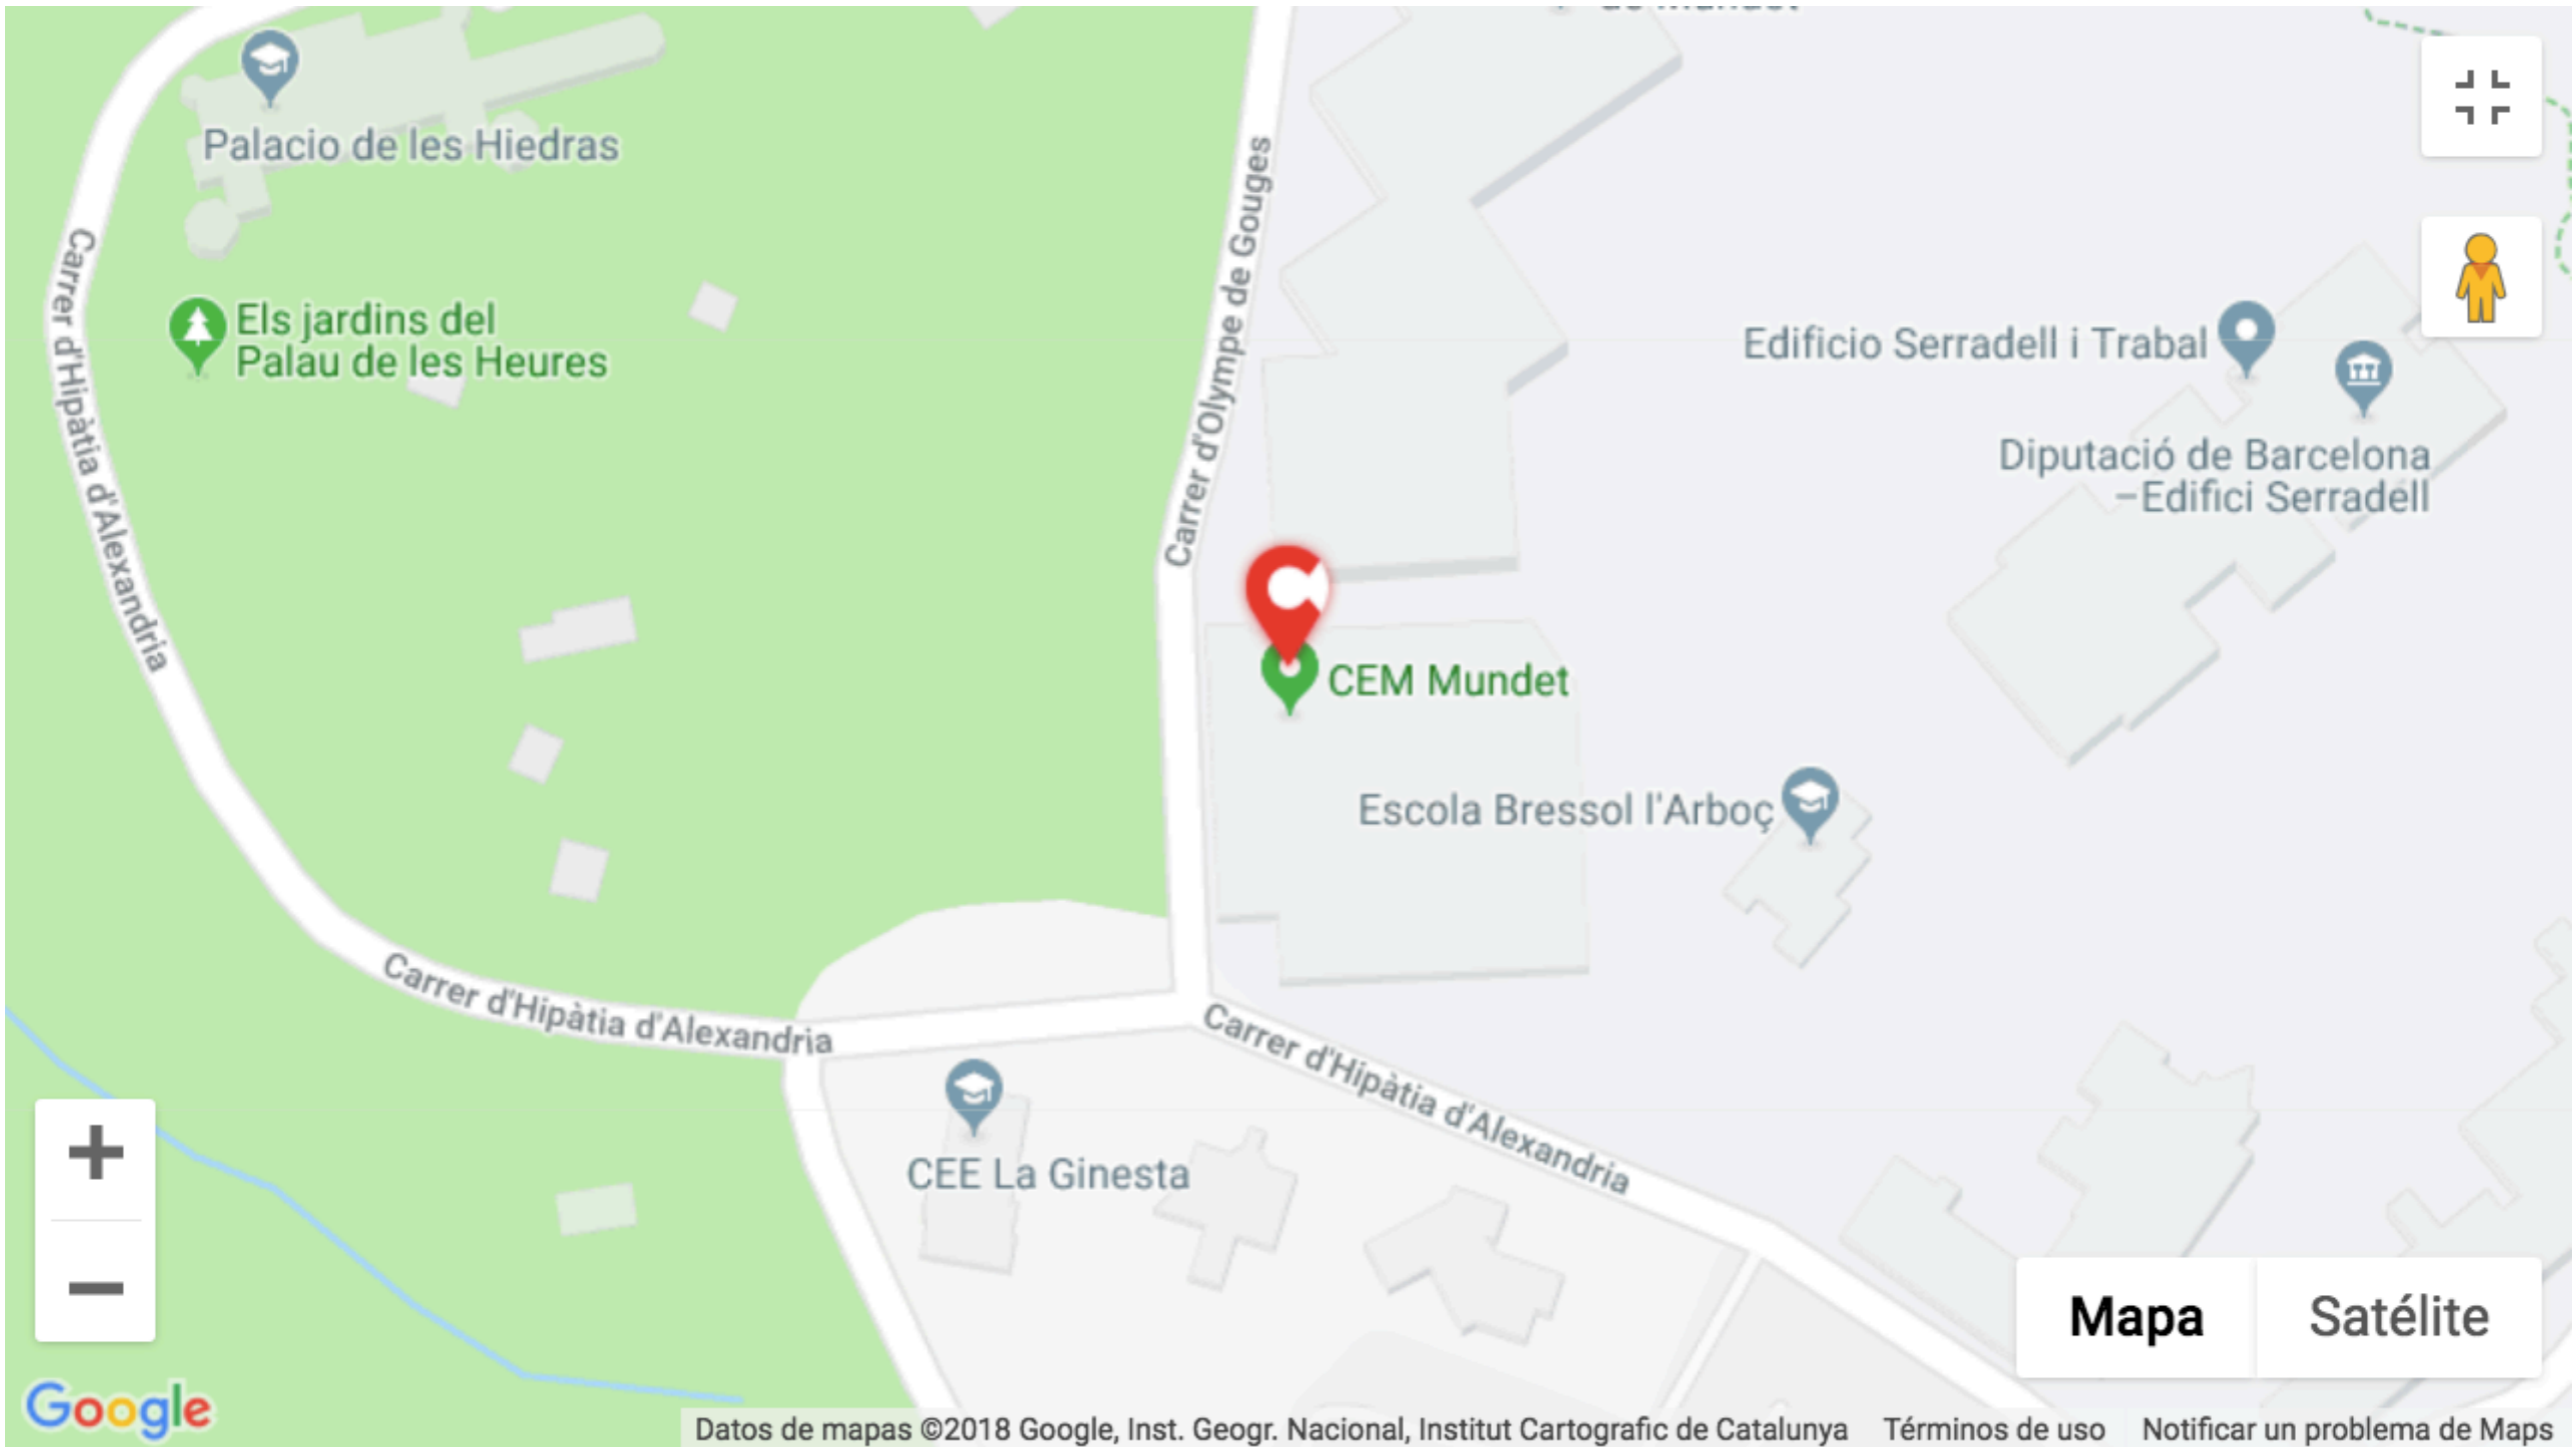 Palacio de les Hiedras
Carrer d'Olympe de Gouges
Carrer d'Hipàtia d'Alexandria
Els jardins del
Palau de les Heures
Edificio Serradell i Trabal
Diputació de Barcelona
–Edifici Serradell
CEM Mundet
Escola Bressol l'Arboç
Carrer d'Hipàtia d'Alexandria
Carrer d'Hipàtia d'Alexandria
CEE La Ginesta
+
−
Mapa
Satélite
Google
Datos de mapas ©2018 Google, Inst. Geogr. Nacional, Institut Cartografic de Catalunya
Términos de uso
Notificar un problema de Maps